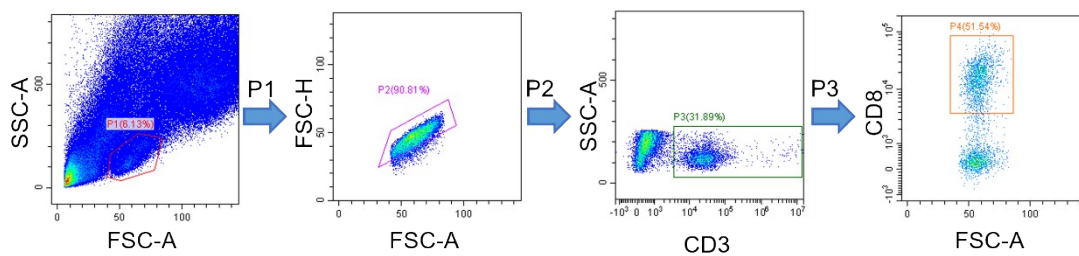 SSC-A
500
0
P1(6.13%)
0
50
100
FSC-A
P1
FSC-H
100
50
0
P2(90.81%)
0
50
100
FSC-A
P2
SSC-A
500
0
P3(31.89%)
-10³ 0 10³ 10⁴ 10⁵ 10⁶ 10⁷
CD3
P3
CD8
10⁵
10⁴
10³
0
-10³
P4(51.54%)
0
50
100
FSC-A